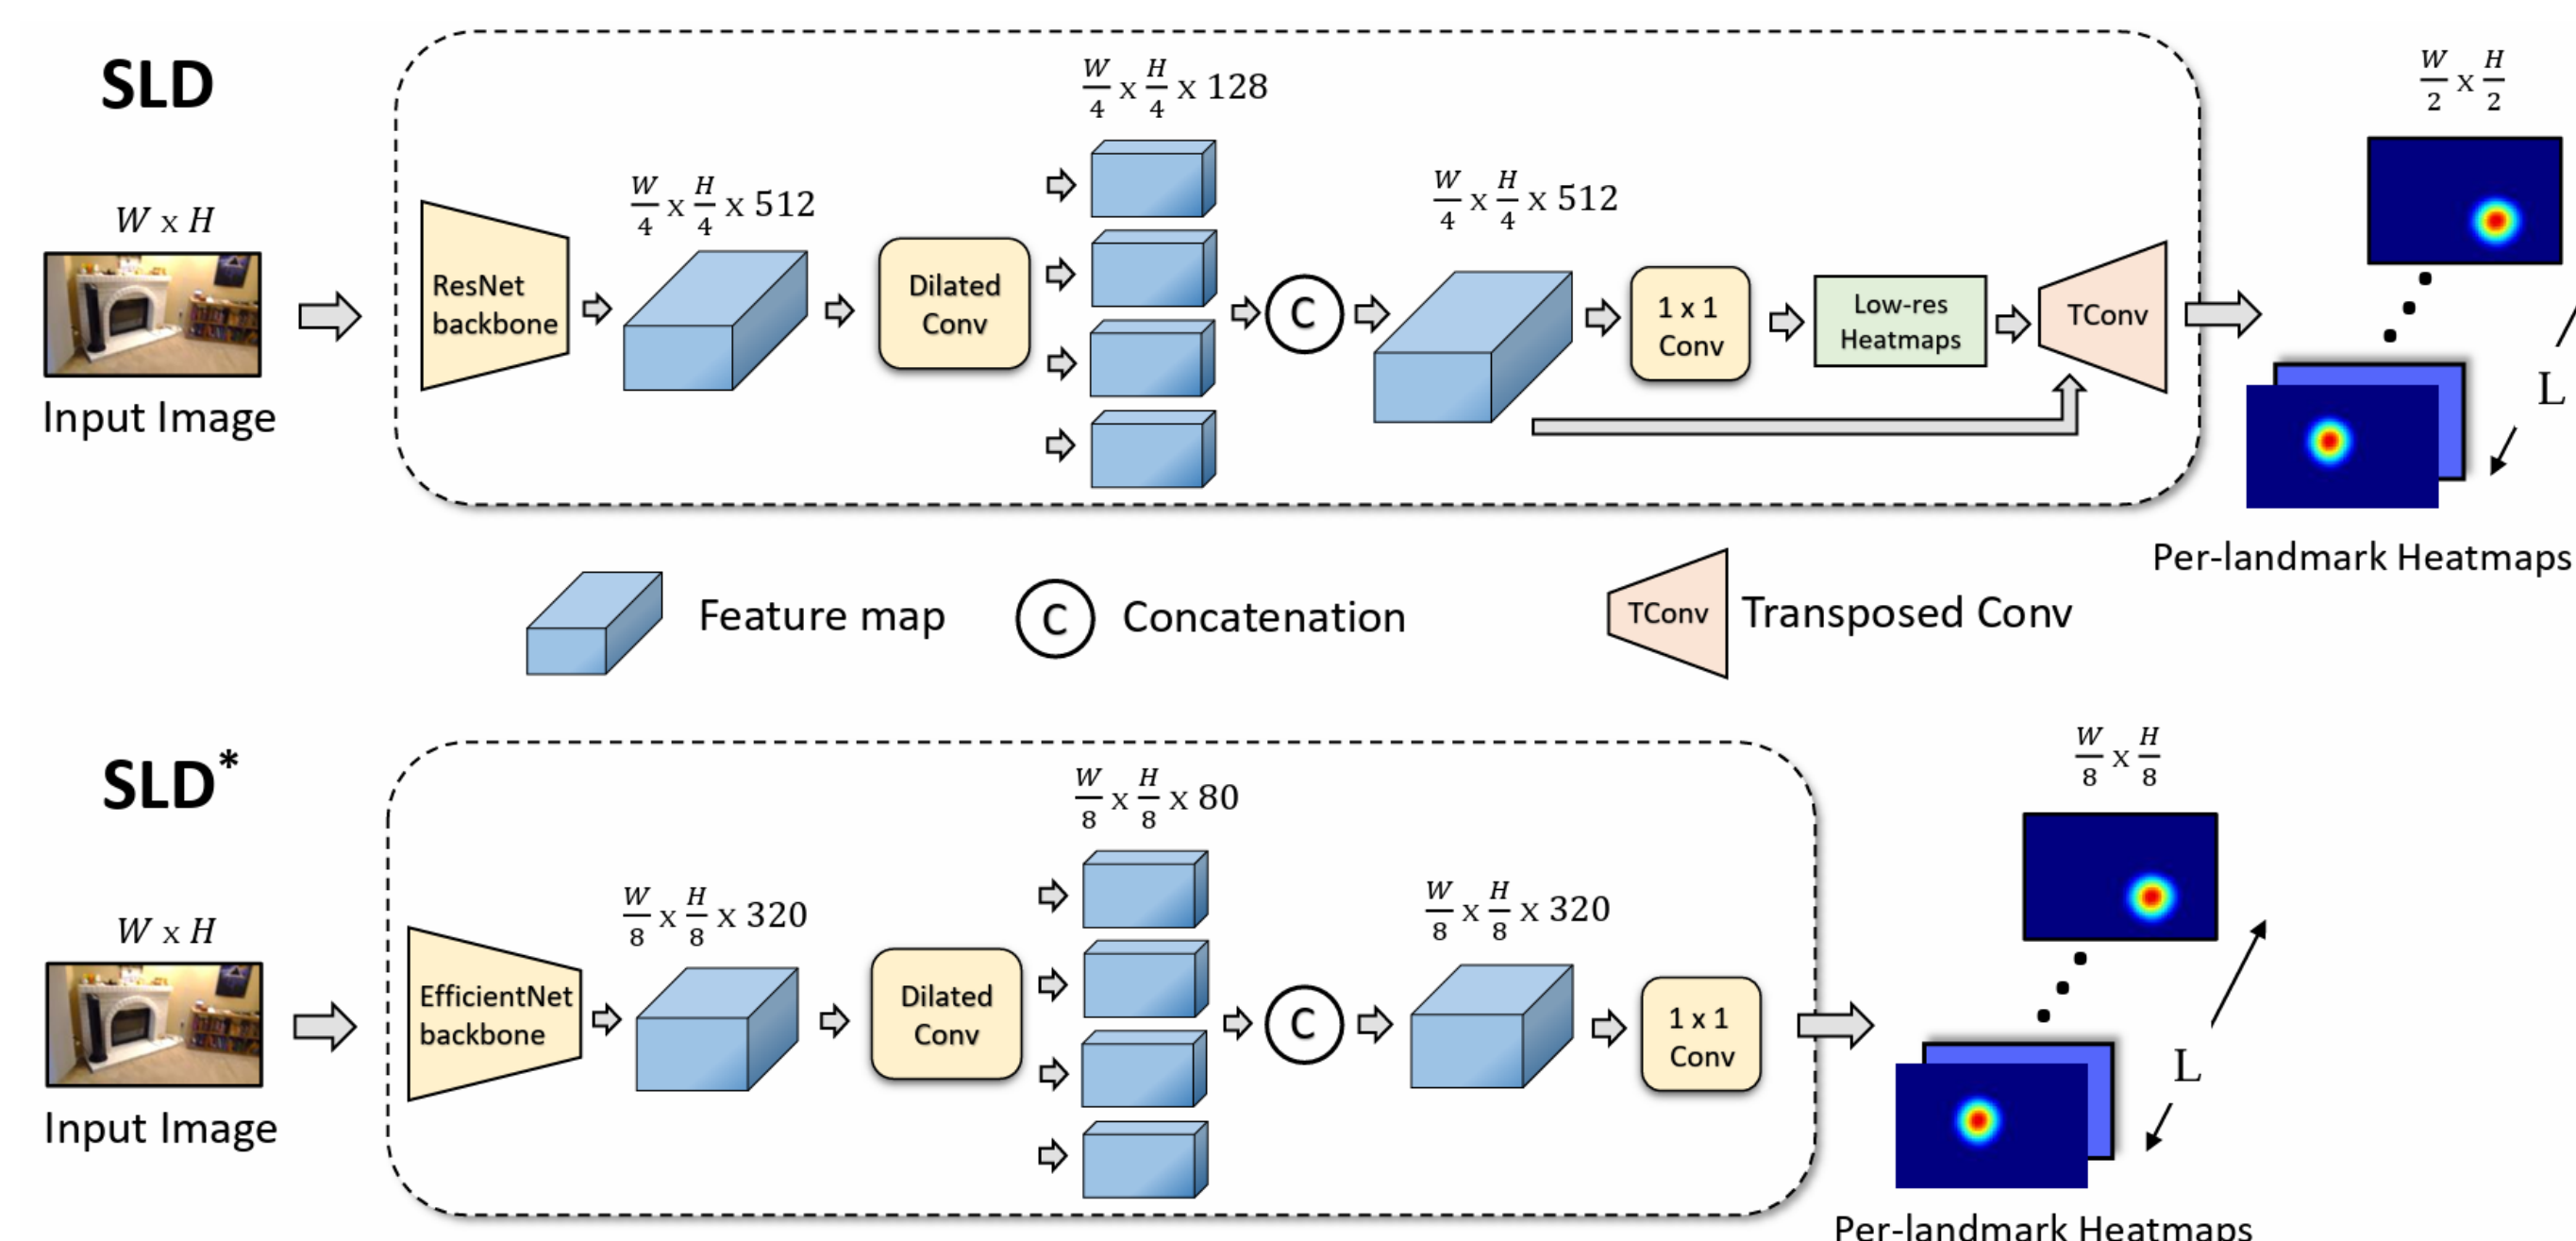 SLD
W x H
Input Image
ResNet
backbone
W/4 x H/4 x 512
Dilated
Conv
W/4 x H/4 x 128
C
W/4 x H/4 x 512
1 x 1
Conv
Low-res
Heatmaps
TConv
W/2 x H/2
L
Per-landmark Heatmaps
Feature map
C
Concatenation
TConv
Transposed Conv
SLD*
W x H
Input Image
EfficientNet
backbone
W/8 x H/8 x 320
Dilated
Conv
W/8 x H/8 x 80
C
W/8 x H/8 x 320
1 x 1
Conv
W/8 x H/8
L
Per-landmark Heatmaps